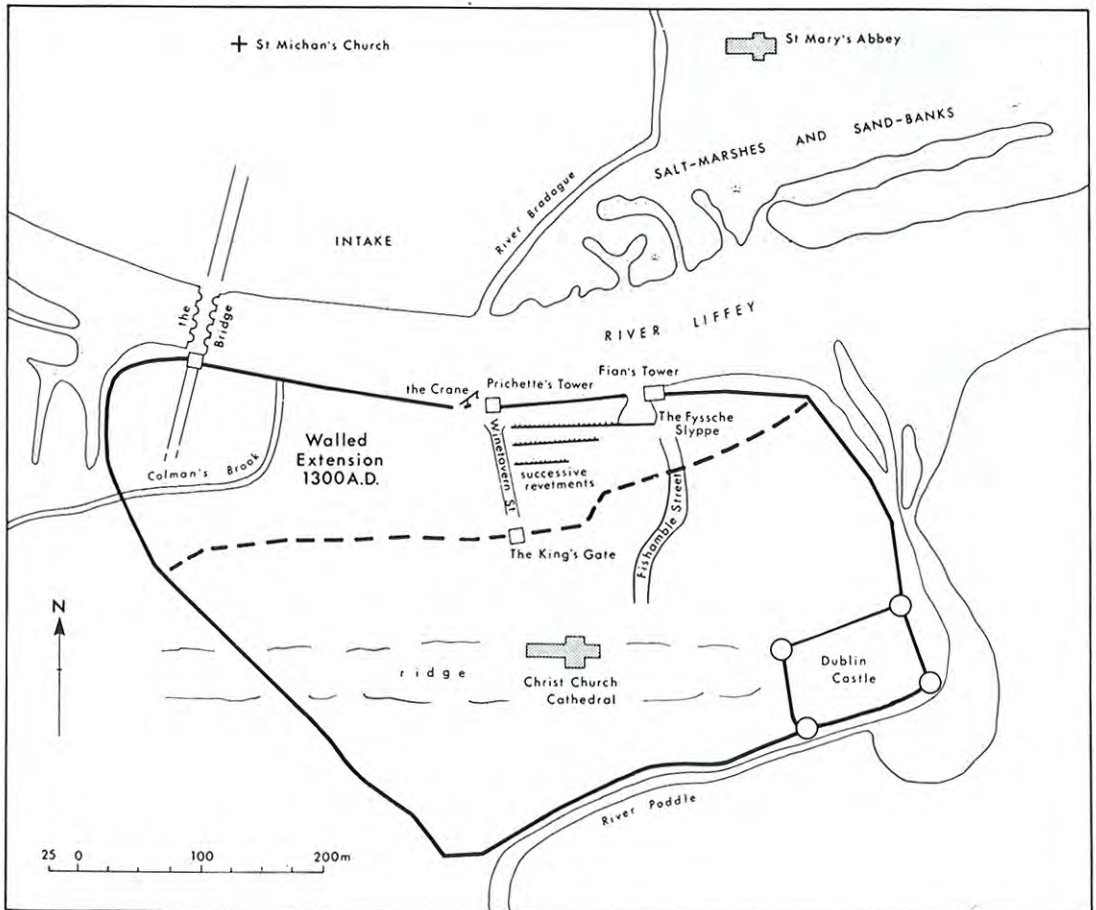 St Michan's Church
St Mary's Abbey
SALT-MARSHES AND SAND-BANKS
River Bradogue
INTAKE
the
Bridge
RIVER LIFFEY
the Crane
Prichette's Tower
Fian's Tower
The Fyssche
Slyppe
Winetavern St.
Walled
Extension
1300A.D.
Colman's Brook
successive
revetments
Fishamble Street
The King's Gate
N
ridge
Christ Church
Cathedral
Dublin
Castle
River Poddle
25 0 100 200m